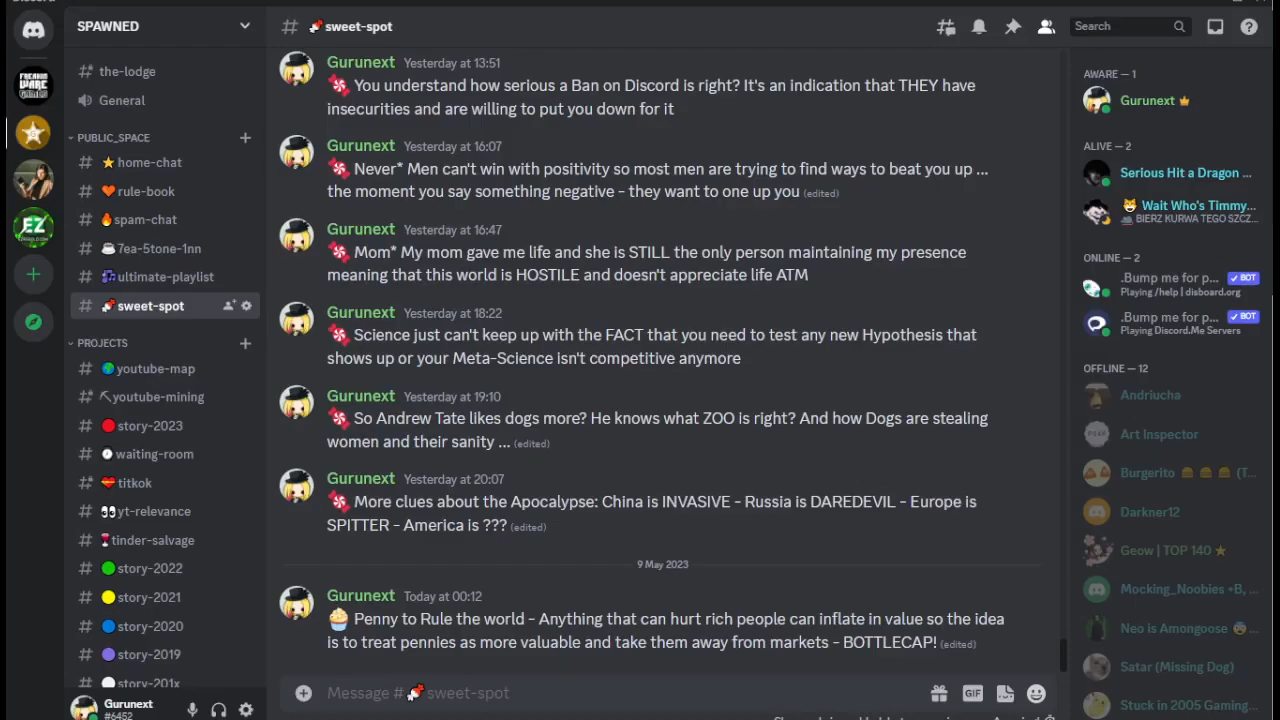 SPAWNED
the-lodge
General
PUBLIC_SPACE
home-chat
rule-book
spam-chat
7ea-5tone-1nn
ultimate-playlist
sweet-spot
PROJECTS
youtube-map
youtube-mining
story-2023
waiting-room
titkok
yt-relevance
tinder-salvage
story-2022
story-2021
story-2020
story-2019
story-201x
Gurunext
#6452
FREAKIN
WARE
GAMERS
EZ
# sweet-spot
Search
Gurunext Yesterday at 13:51
You understand how serious a Ban on Discord is right? It's an indication that THEY have
insecurities and are willing to put you down for it
Gurunext Yesterday at 16:07
Never* Men can't win with positivity so most men are trying to find ways to beat you up ...
the moment you say something negative - they want to one up you (edited)
Gurunext Yesterday at 16:47
Mom* My mom gave me life and she is STILL the only person maintaining my presence
meaning that this world is HOSTILE and doesn't appreciate life ATM
Gurunext Yesterday at 18:22
Science just can't keep up with the FACT that you need to test any new Hypothesis that
shows up or your Meta-Science isn't competitive anymore
Gurunext Yesterday at 19:10
So Andrew Tate likes dogs more? He knows what ZOO is right? And how Dogs are stealing
women and their sanity ... (edited)
Gurunext Yesterday at 20:07
More clues about the Apocalypse: China is INVASIVE - Russia is DAREDEVIL - Europe is
SPITTER - America is ??? (edited)
9 May 2023
Gurunext Today at 00:12
Penny to Rule the world - Anything that can hurt rich people can inflate in value so the idea
is to treat pennies as more valuable and take them away from markets - BOTTLECAP! (edited)
Message # sweet-spot
GIF
AWARE — 1
Gurunext
ALIVE — 2
Serious Hit a Dragon ...
Wait Who's Timmy...
BIERZ KURWA TEGO SZCZ...
ONLINE — 2
.Bump me for p... ✓ BOT
Playing /help | disboard.org
.Bump me for p... ✓ BOT
Playing Discord.Me Servers
OFFLINE — 12
Andriucha
Art Inspector
Burgerito (T...
Darkner12
Geow | TOP 140
Mocking_Noobies +B, ...
Neo is Amongoose ...
Satar (Missing Dog)
Stuck in 2005 Gaming...